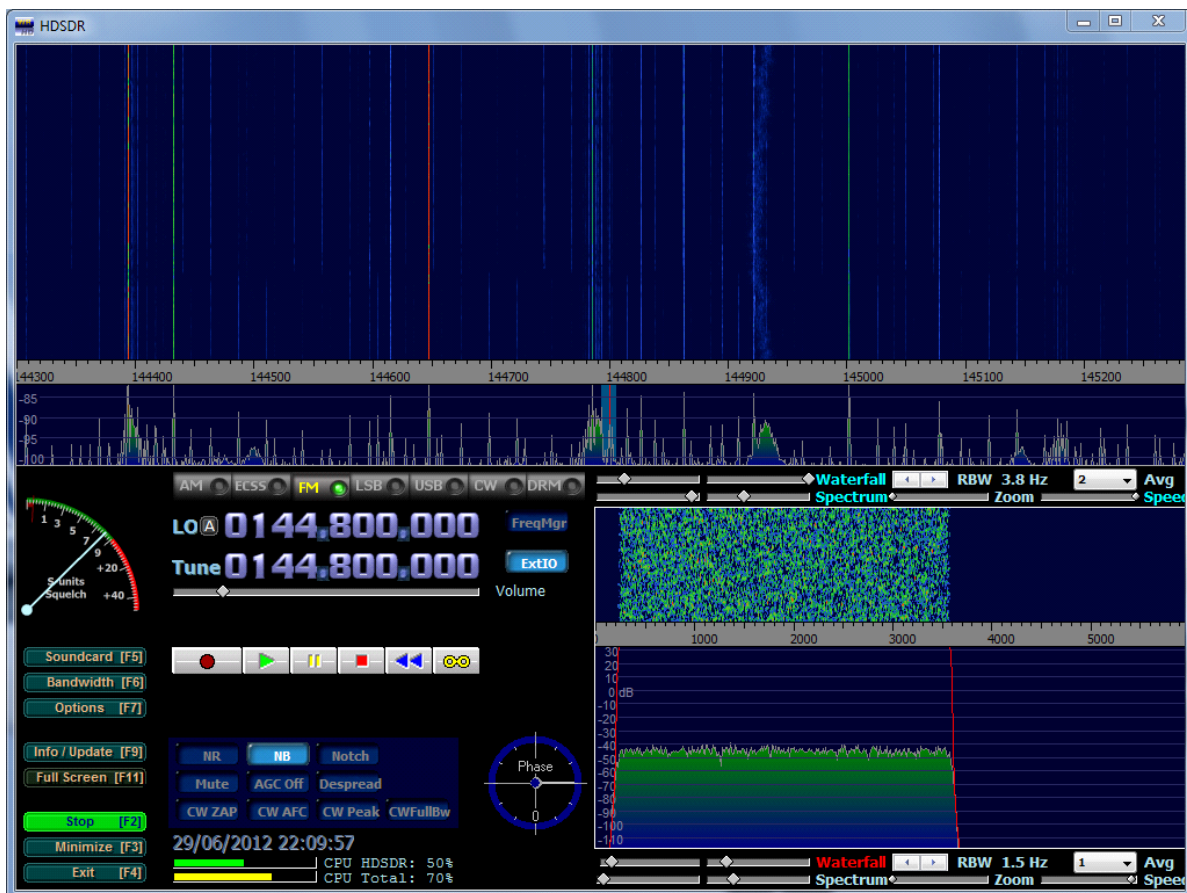 HDSDR
144300 144400 144500 144600 144700 144800 144900 145000 145100 145200
-85
-90
-95
-100
AM ECSS FM LSB USB CW DRM
Waterfall RBW 3.8 Hz 2 Avg
Spectrum Zoom Speed
LO A 0144.800.000 FreqMgr
Tune 0144.800.000 ExtIO
Volume
1 3 5 7 9 +20 +40
S-units
Squelch
0 1000 2000 3000 4000 5000
30
20
10
0 dB
-10
-20
-30
-40
-50
-60
-70
-80
-90
-100
-110
Soundcard [F5]
Bandwidth [F6]
Options [F7]
Info / Update [F9]
Full Screen [F11]
Stop [F2]
Minimize [F3]
Exit [F4]
NR NB Notch
Mute AGC Off Despread
CW ZAP CW AFC CW Peak CWFullBw
Phase
0
29/06/2012 22:09:57
CPU HDSDR: 50%
CPU Total: 70%
Waterfall RBW 1.5 Hz 1 Avg
Spectrum Zoom Speed